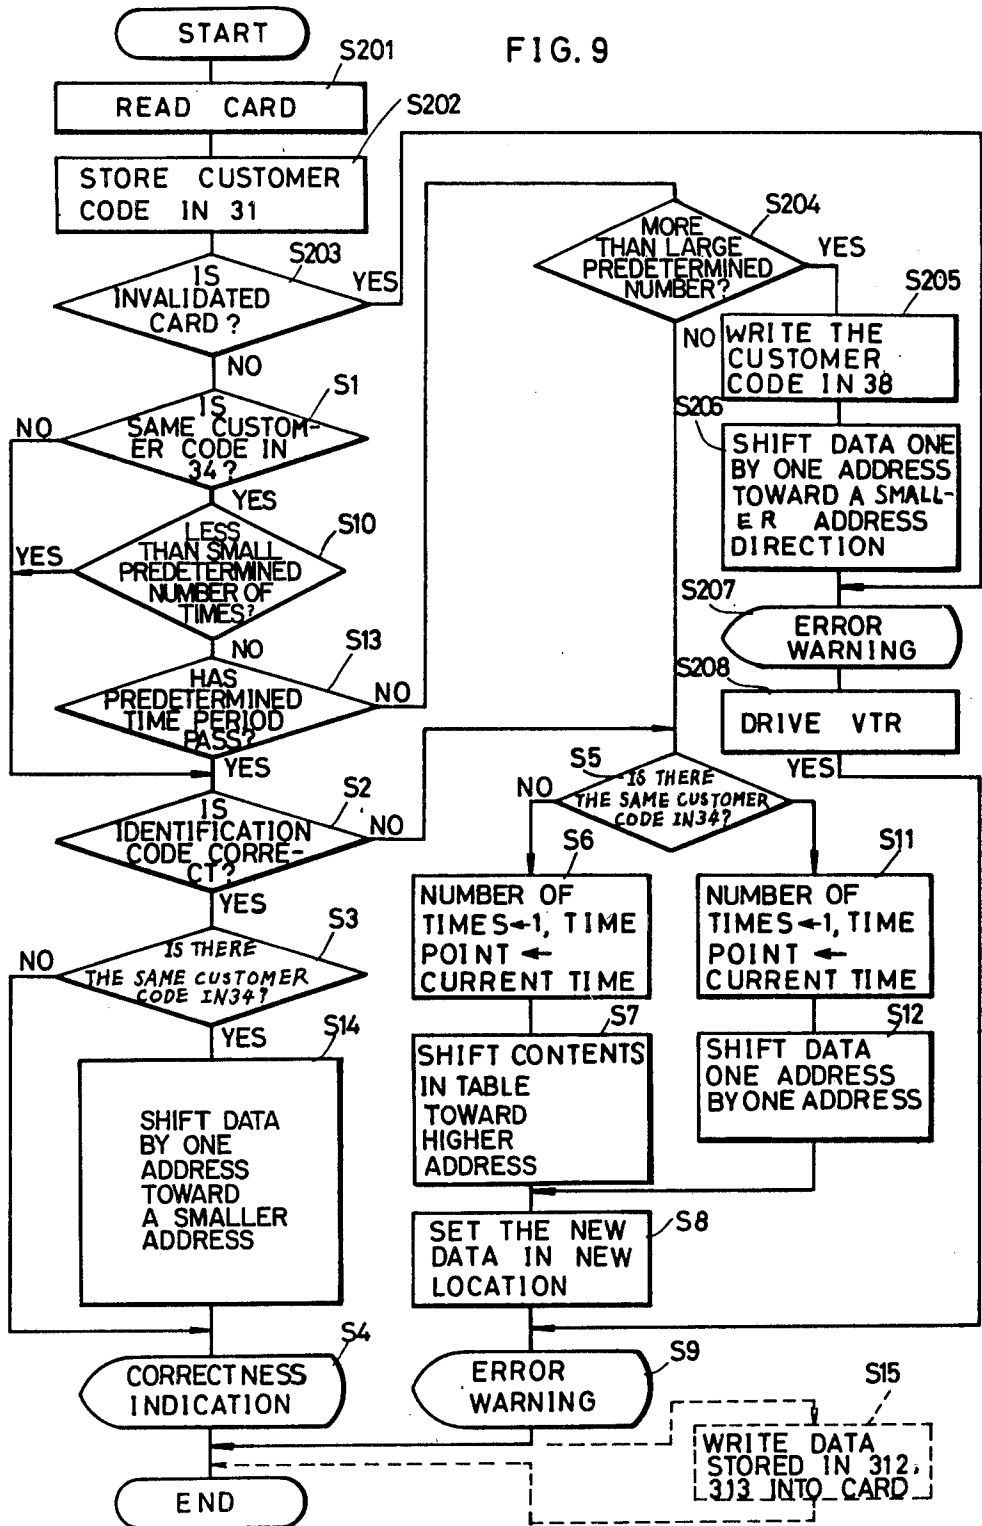 START
FIG. 9
S201
READ CARD
S202
STORE CUSTOMER
CODE IN 31
S203
IS
INVALIDATED
CARD?
YES
NO
S204
MORE
THAN LARGE
PREDETERMINED
NUMBER?
YES
NO
S205
WRITE THE
CUSTOMER
CODE IN 38
S206
SHIFT DATA ONE
BY ONE ADDRESS
TOWARD A SMALL-
ER ADDRESS
DIRECTION
S207
ERROR
WARNING
S208
DRIVE VTR
YES
S1
IS
SAME CUSTOM-
ER CODE IN
34?
NO
YES
S10
LESS
THAN SMALL
PREDETERMINED
NUMBER OF
TIMES?
YES
NO
S13
HAS
PREDETERMINED
TIME PERIOD
PASS?
NO
YES
S2
IS
IDENTIFICATION
CODE CORRE-
CT?
NO
YES
S3
IS THERE
THE SAME CUSTOMER
CODE IN34?
NO
YES
S14
SHIFT DATA
BY ONE
ADDRESS
TOWARD
A SMALLER
ADDRESS
S4
CORRECTNESS
INDICATION
END
S5
IS THERE
THE SAME CUSTOMER
CODE IN34?
NO
S6
NUMBER OF
TIMES←1, TIME
POINT ←
CURRENT TIME
S7
SHIFT CONTENTS
IN TABLE
TOWARD
HIGHER
ADDRESS
S11
NUMBER OF
TIMES←1, TIME
POINT ←
CURRENT TIME
S12
SHIFT DATA
ONE ADDRESS
BY ONE ADDRESS
S8
SET THE NEW
DATA IN NEW
LOCATION
S9
ERROR
WARNING
S15
WRITE DATA
STORED IN 312,
313 INTO CARD